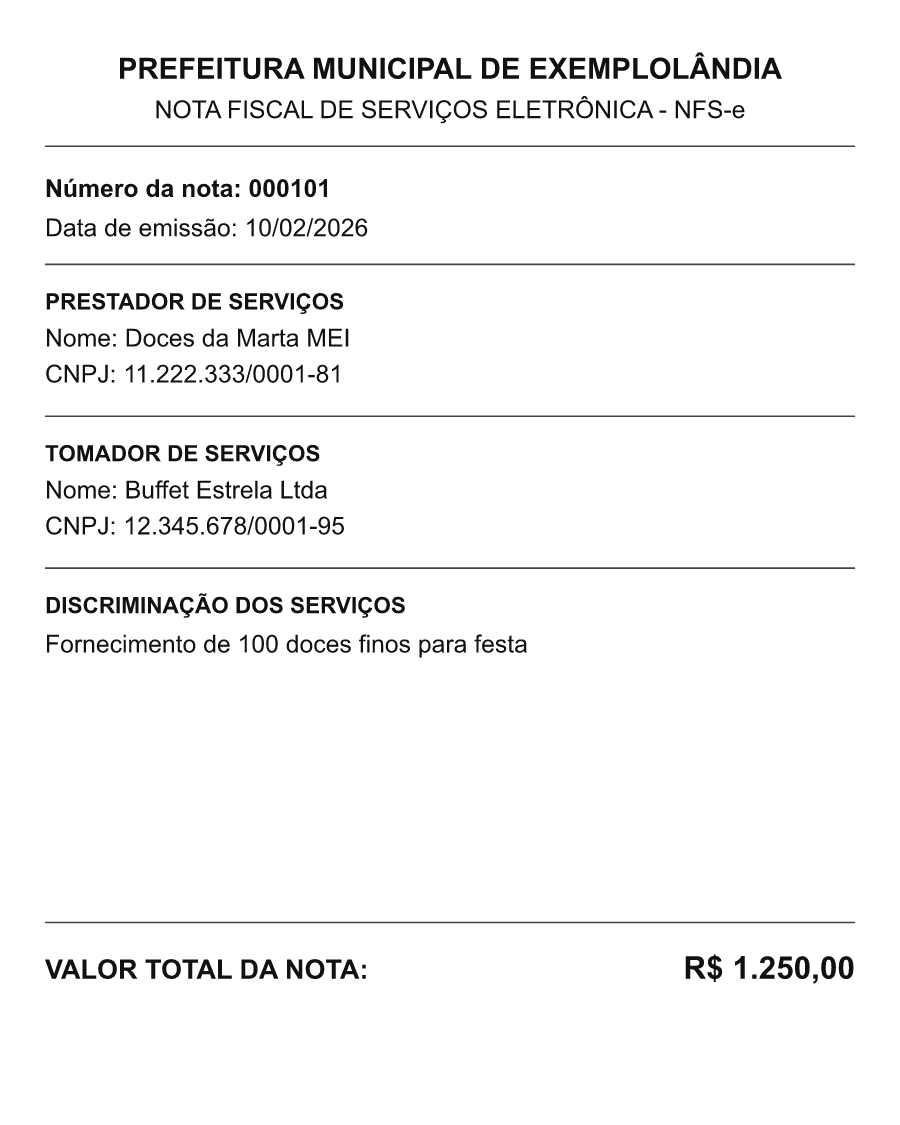 PREFEITURA MUNICIPAL DE EXEMPLOLÂNDIA
NOTA FISCAL DE SERVIÇOS ELETRÔNICA - NFS-e
Número da nota: 000101
Data de emissão: 10/02/2026
PRESTADOR DE SERVIÇOS
Nome: Doces da Marta MEI
CNPJ: 11.222.333/0001-81
TOMADOR DE SERVIÇOS
Nome: Buffet Estrela Ltda
CNPJ: 12.345.678/0001-95
DISCRIMINAÇÃO DOS SERVIÇOS
Fornecimento de 100 doces finos para festa
VALOR TOTAL DA NOTA: R$ 1.250,00